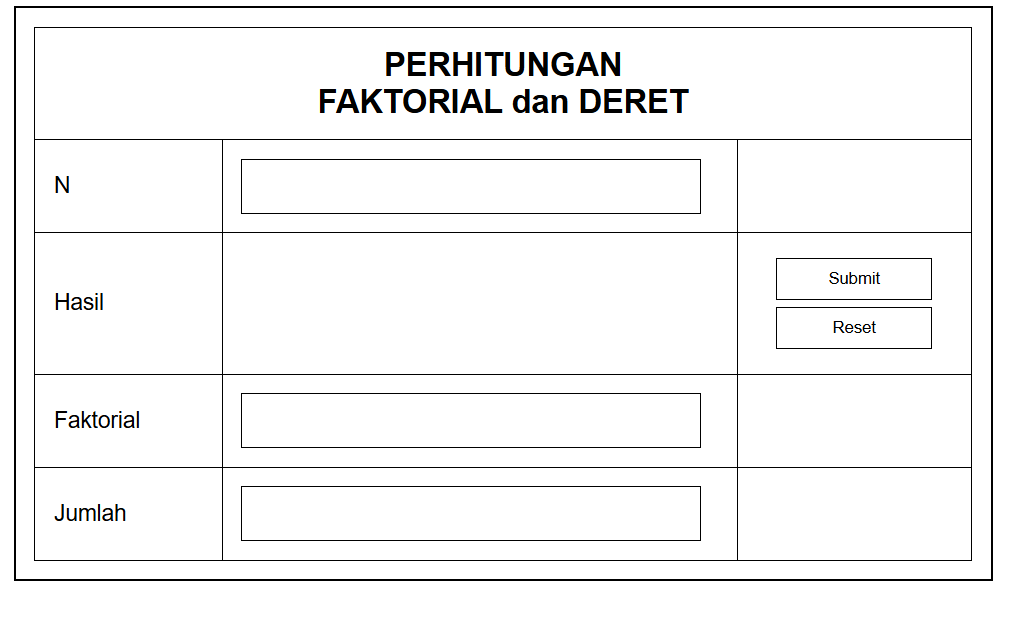 PERHITUNGAN
FAKTORIAL dan DERET
N
Hasil
Submit
Reset
Faktorial
Jumlah